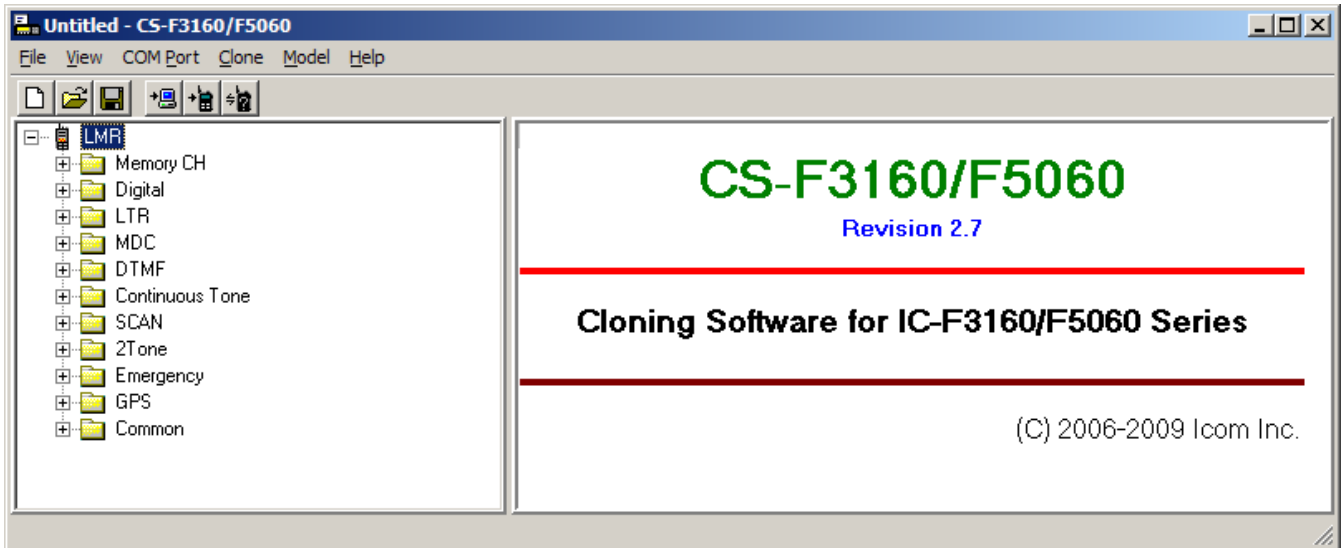 Untitled - CS-F3160/F5060
File View COM Port Clone Model Help
LMR
Memory CH
Digital
LTR
MDC
DTMF
Continuous Tone
SCAN
2Tone
Emergency
GPS
Common
CS-F3160/F5060
Revision 2.7
Cloning Software for IC-F3160/F5060 Series
(C) 2006-2009 Icom Inc.